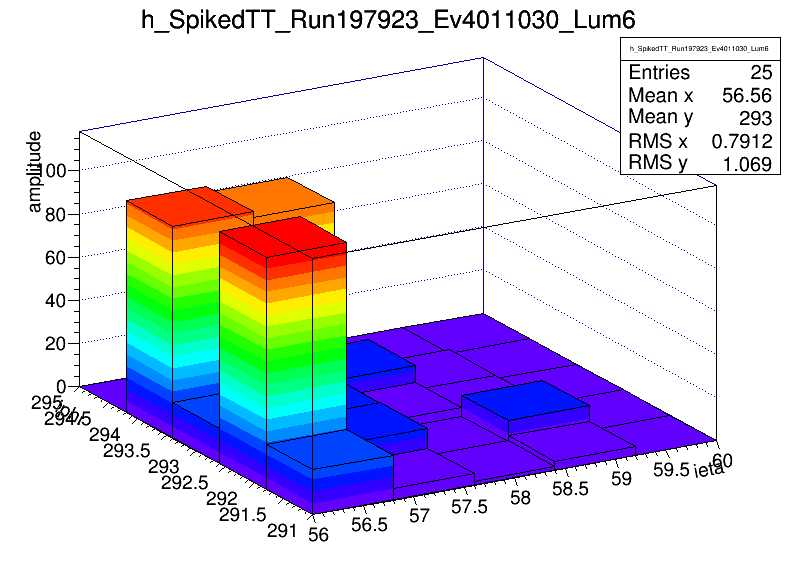 h_SpikedTT_Run197923_Ev4011030_Lum6
h_SpikedTT_Run197923_Ev4011030_Lum6
Entries 25
Mean x 56.56
Mean y 293
RMS x 0.7912
RMS y 1.069
amplitude
100
80
60
40
20
0
295
294.5
294
293.5
293
292.5
292
291.5
291
56
56.5
57
57.5
58
58.5
59
59.5
60
ieta